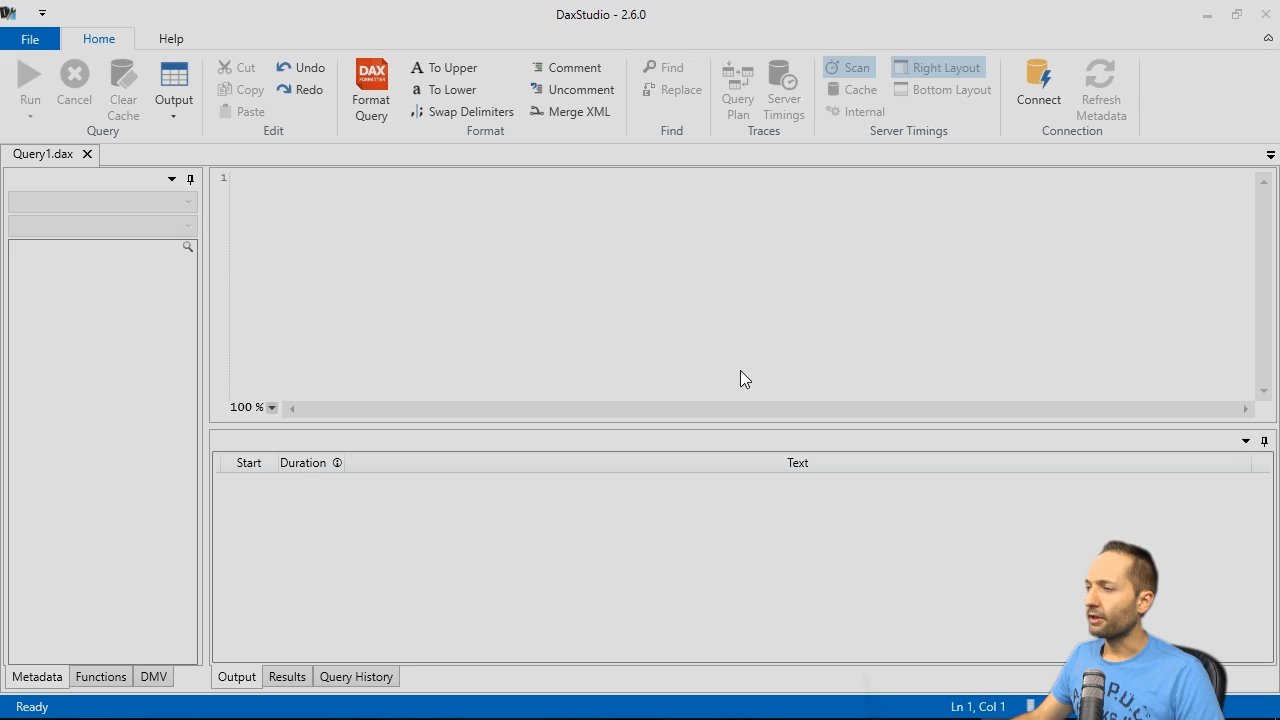 DaxStudio - 2.6.0
File
Home
Help
Run
Cancel
Clear
Cache
Output
Query
Cut
Copy
Paste
Undo
Redo
Edit
DAX
FORMATTER
Format
Query
To Upper
To Lower
Swap Delimiters
Comment
Uncomment
Merge XML
Format
Find
Replace
Find
Query
Plan
Server
Timings
Traces
Scan
Cache
Internal
Right Layout
Bottom Layout
Server Timings
Connect
Refresh
Metadata
Connection
Query1.dax
1
100 %
Start
Duration
Text
Metadata
Functions
DMV
Output
Results
Query History
Ready
Ln 1, Col 1